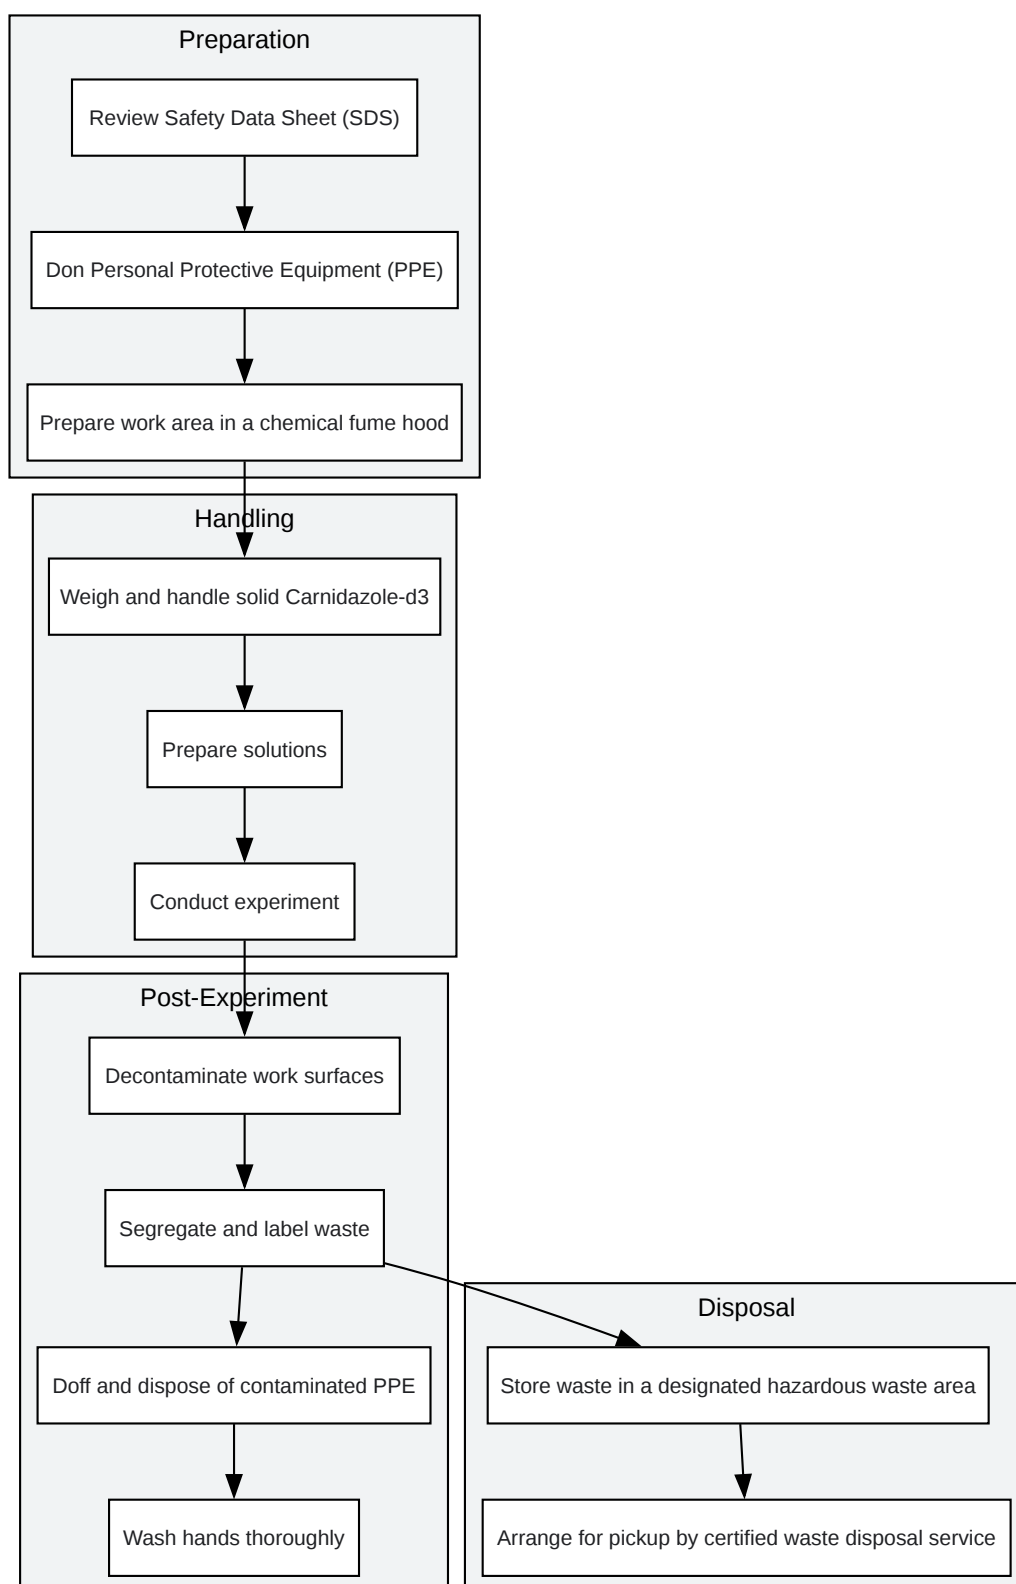 Preparation
Review Safety Data Sheet (SDS)
Don Personal Protective Equipment (PPE)
Prepare work area in a chemical fume hood
Handling
Weigh and handle solid Carnidazole-d3
Prepare solutions
Conduct experiment
Post-Experiment
Decontaminate work surfaces
Segregate and label waste
Doff and dispose of contaminated PPE
Wash hands thoroughly
Disposal
Store waste in a designated hazardous waste area
Arrange for pickup by certified waste disposal service